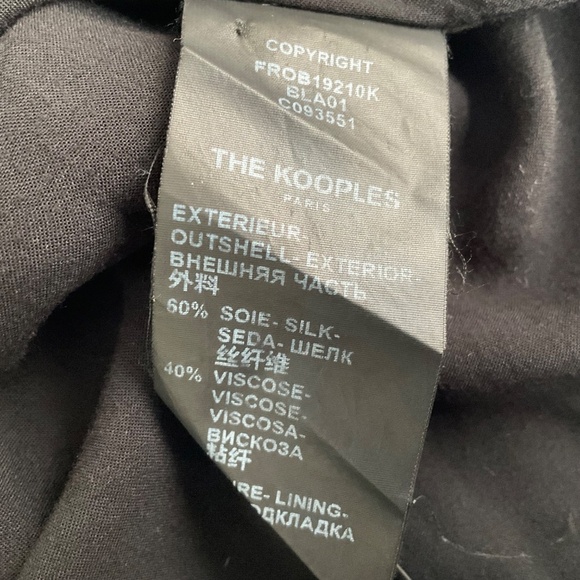 COPYRIGHT
FROB19210K
BLA01
C093551
THE KOOPLES
PARIS
EXTERIEUR-
OUTSHELL- EXTERIOR-
ВНЕШНЯЯ ЧАСТЬ
外料
60% SOIE- SILK-
SEDA- ШЕЛК
丝纤维
40% VISCOSE-
VISCOSE-
VISCOSA-
ВИСКОЗА
粘纤
LINING-